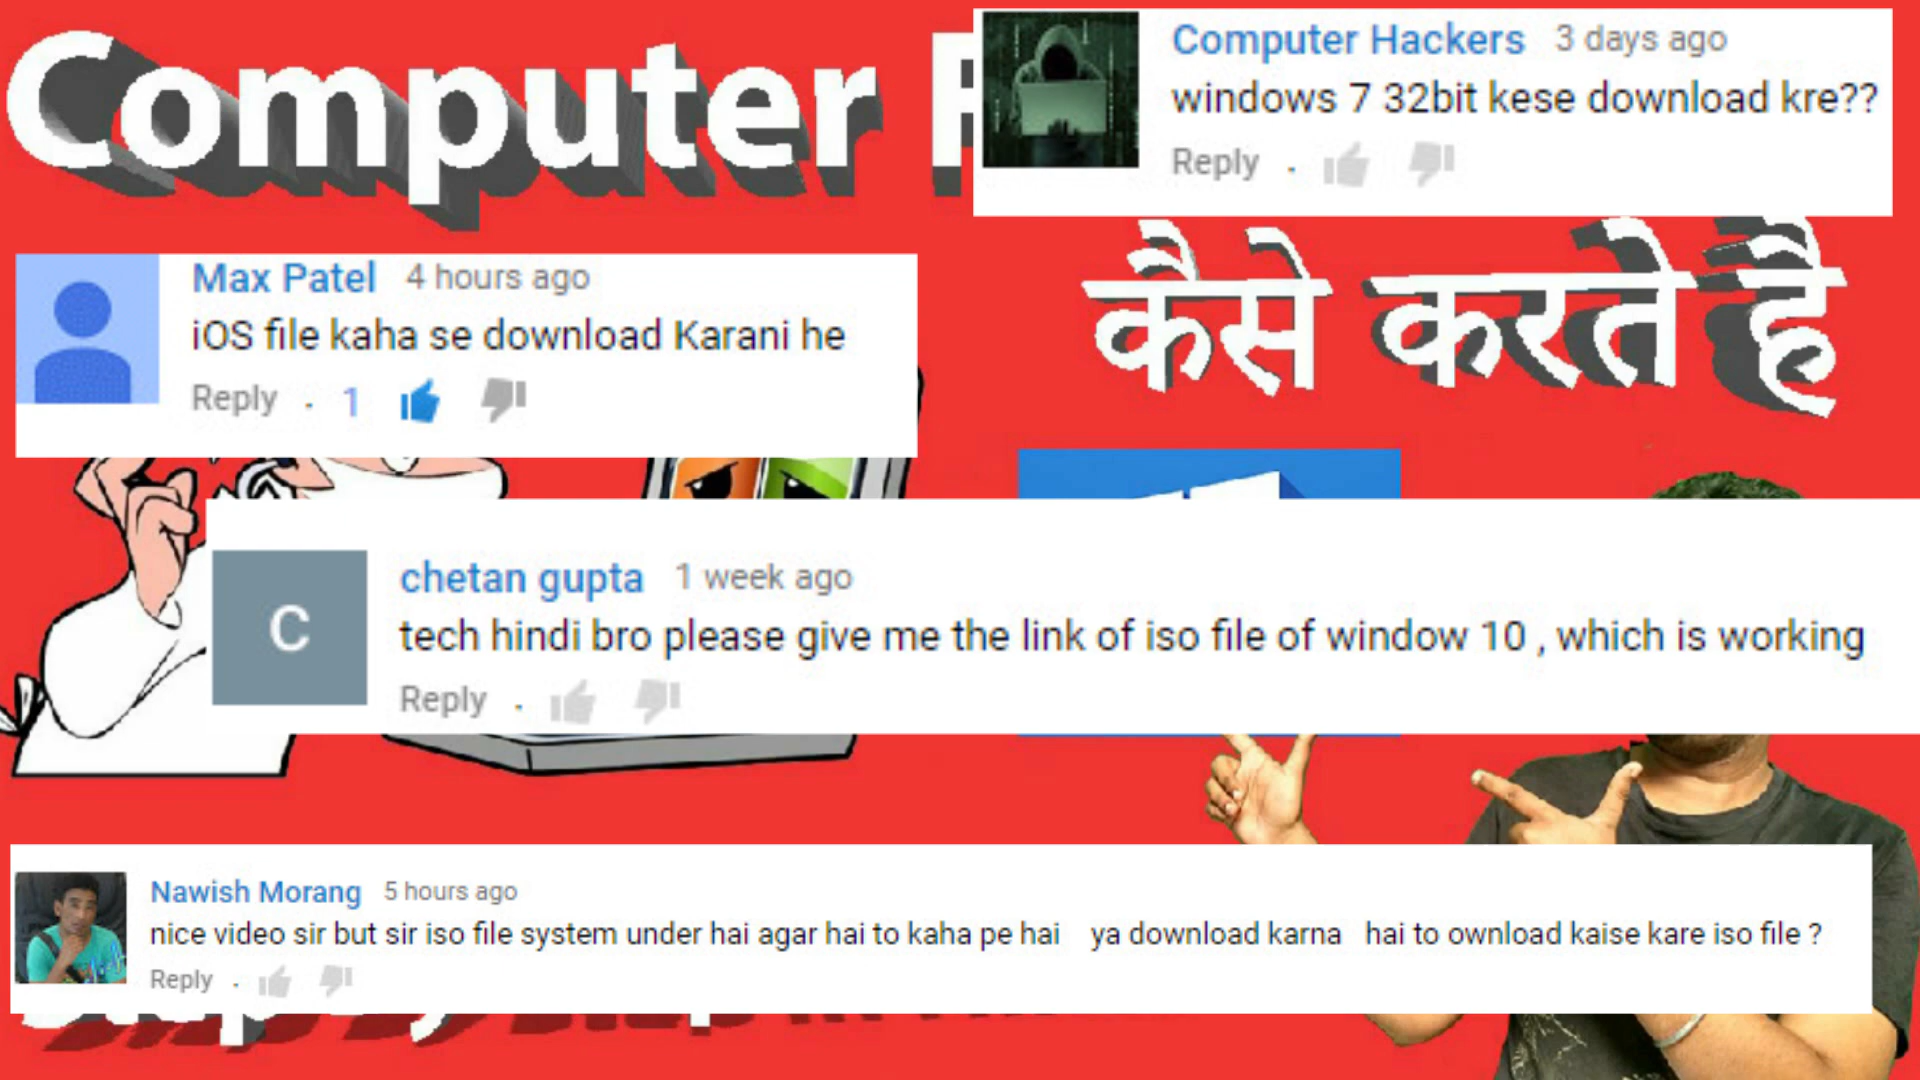 Computer
Computer Hackers 3 days ago
windows 7 32bit kese download kre??
Reply
कैसे करते है
Max Patel 4 hours ago
iOS file kaha se download Karani he
Reply . 1
C
chetan gupta 1 week ago
tech hindi bro please give me the link of iso file of window 10 , which is working
Reply .
Nawish Morang 5 hours ago
nice video sir but sir iso file system under hai agar hai to kaha pe hai ya download karna hai to ownload kaise kare iso file ?
Reply .